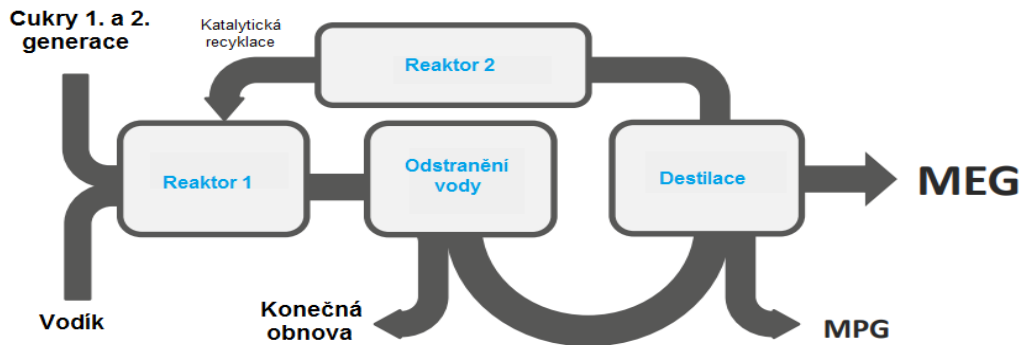 Cukry 1. a 2.
generace
Katalytická
recyklace
Reaktor 2
Reaktor 1
Odstranění
vody
Destilace
MEG
Vodík
Konečná
obnova
MPG